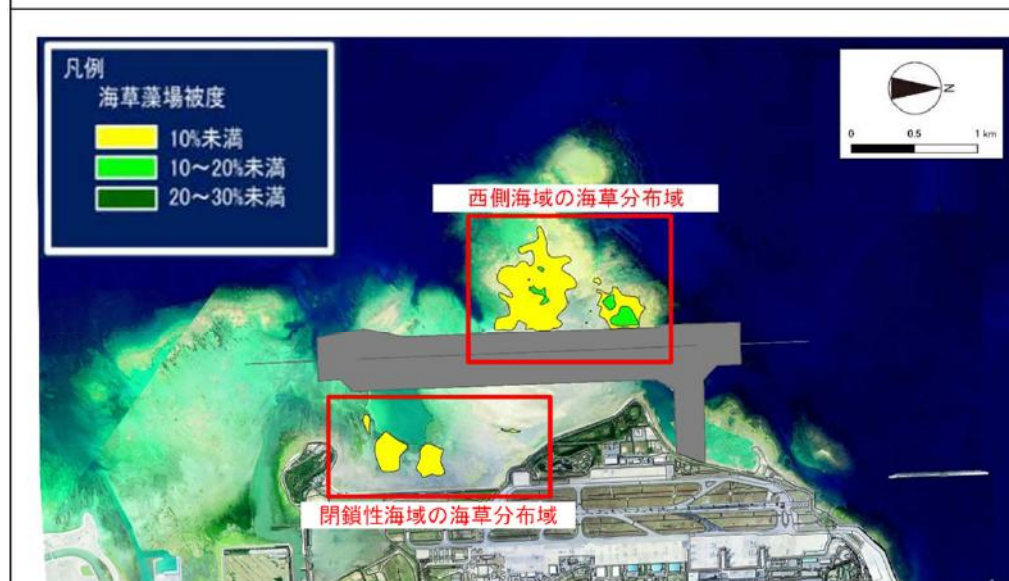 凡例
海草藻場被度
10%未満
10～20%未満
20～30%未満
N
0 0.5 1 km
西側海域の海草分布域
閉鎖性海域の海草分布域